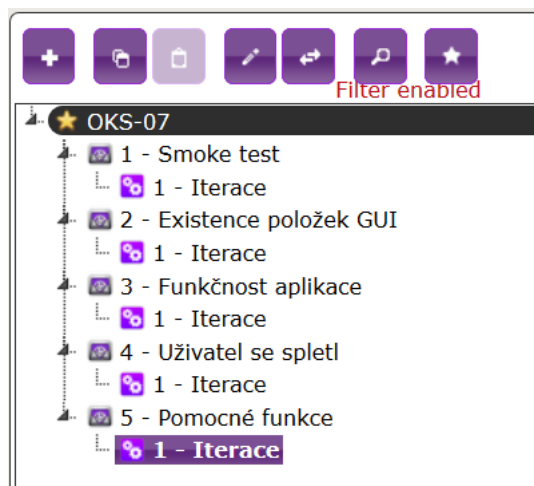 Filter enabled
OKS-07
1 - Smoke test
1 - Iterace
2 - Existence položek GUI
1 - Iterace
3 - Funkčnost aplikace
1 - Iterace
4 - Uživatel se spletl
1 - Iterace
5 - Pomocné funkce
1 - Iterace